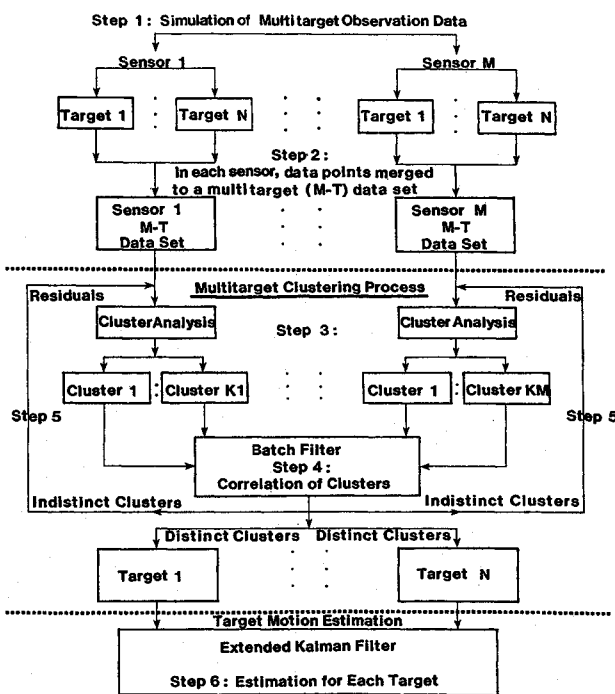 Step 1: Simulation of Multitarget Observation Data
Sensor 1
Sensor M
Target 1
Target N
Target 1
Target N
Step 2:
In each sensor, data points merged
to a multitarget (M-T) data set
Sensor 1
M-T
Data Set
Sensor M
M-T
Data Set
Multitarget Clustering Process
Residuals
Residuals
Cluster Analysis
Step 3:
Cluster Analysis
Cluster 1
Cluster K1
Cluster 1
Cluster KM
Step 5
Step 5
Batch Filter
Step 4:
Correlation of Clusters
Indistinct Clusters
Indistinct Clusters
Distinct Clusters
Distinct Clusters
Target 1
Target N
Target Motion Estimation
Extended Kalman Filter
Step 6: Estimation for Each Target